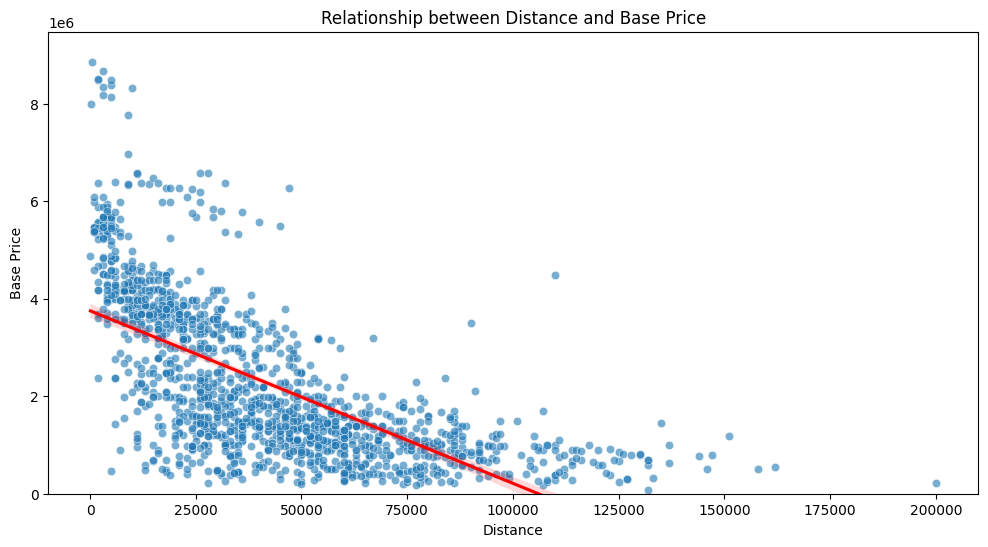 Relationship between Distance and Base Price
1e6
8
6
4
2
0
Base Price
0 25000 50000 75000 100000 125000 150000 175000 200000
Distance